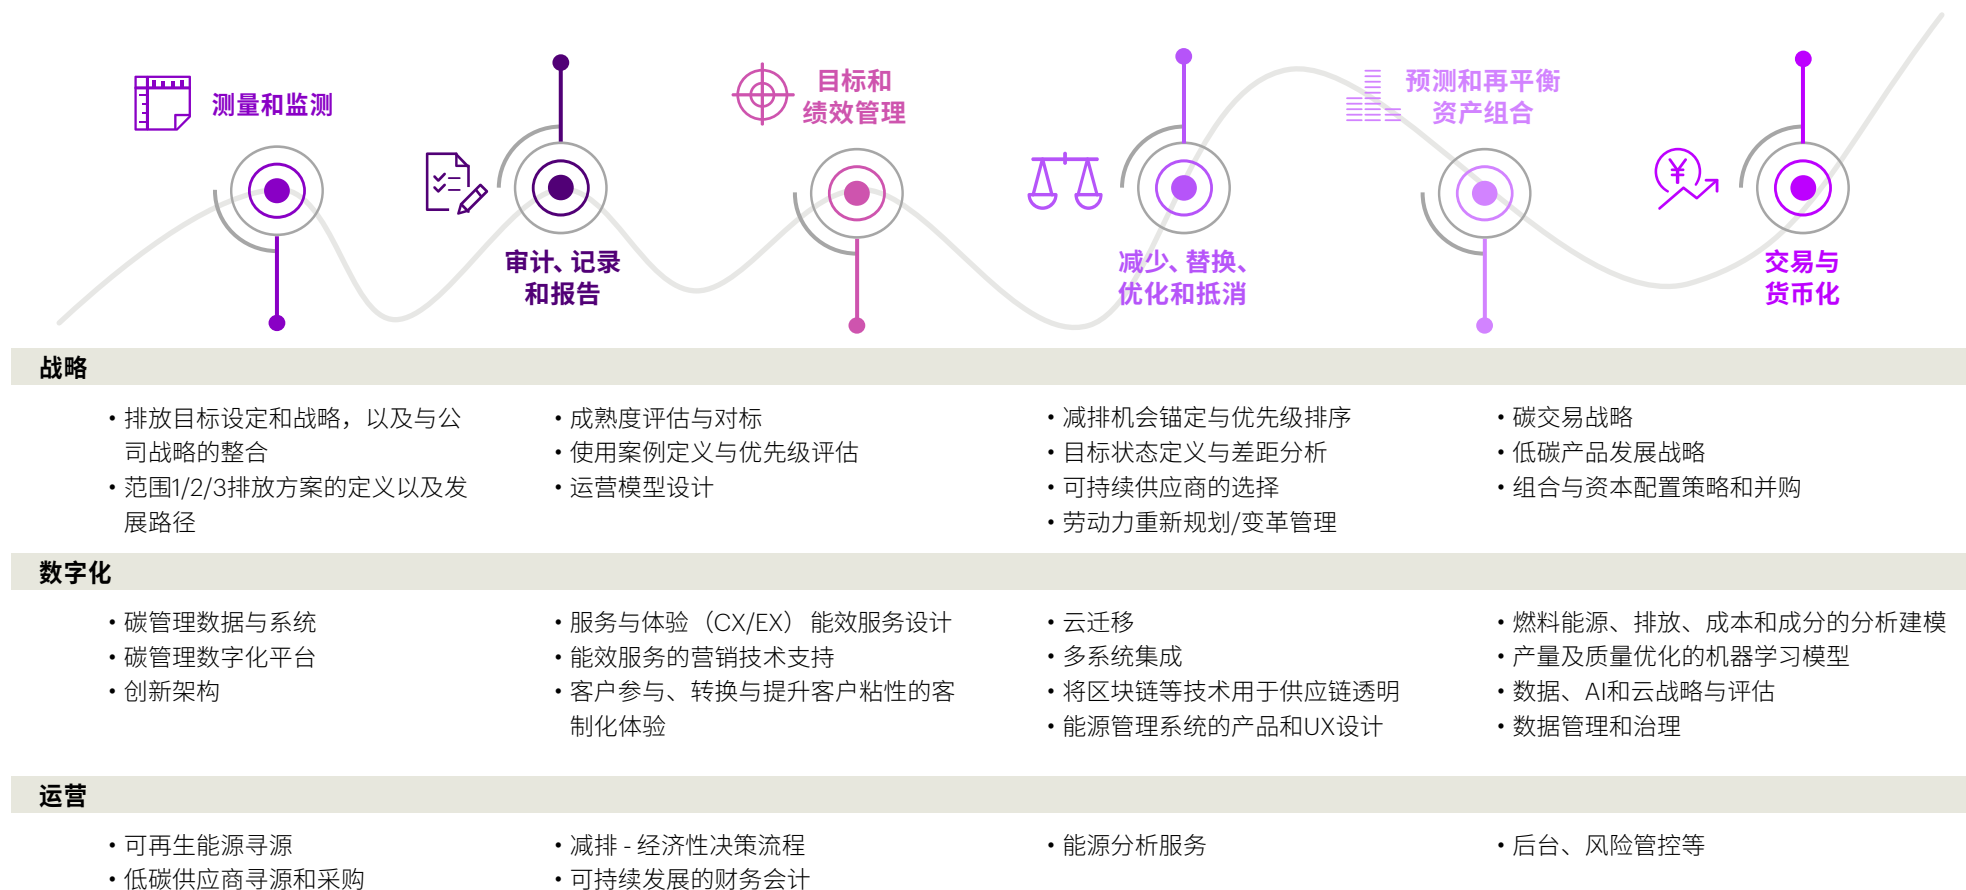 测量和监测
审计、记录
和报告
目标和
绩效管理
减少、替换、
优化和抵消
预测和再平衡
资产组合
¥
交易与
货币化
战略
• 排放目标设定和战略，以及与公
司战略的整合
• 范围1/2/3排放方案的定义以及发
展路径
• 成熟度评估与对标
• 使用案例定义与优先级评估
• 运营模型设计
• 减排机会锚定与优先级排序
• 目标状态定义与差距分析
• 可持续供应商的选择
• 劳动力重新规划/变革管理
• 碳交易战略
• 低碳产品发展战略
• 组合与资本配置策略和并购
数字化
• 碳管理数据与系统
• 碳管理数字化平台
• 创新架构
• 服务与体验（CX/EX） 能效服务设计
• 能效服务的营销技术支持
• 客户参与、转换与提升客户粘性的客
制化体验
• 云迁移
• 多系统集成
• 将区块链等技术用于供应链透明
• 能源管理系统的产品和UX设计
• 燃料能源、排放、成本和成分的分析建模
• 产量及质量优化的机器学习模型
• 数据、AI和云战略与评估
• 数据管理和治理
运营
• 可再生能源寻源
• 低碳供应商寻源和采购
• 减排 - 经济性决策流程
• 可持续发展的财务会计
• 能源分析服务
• 后台、风险管控等